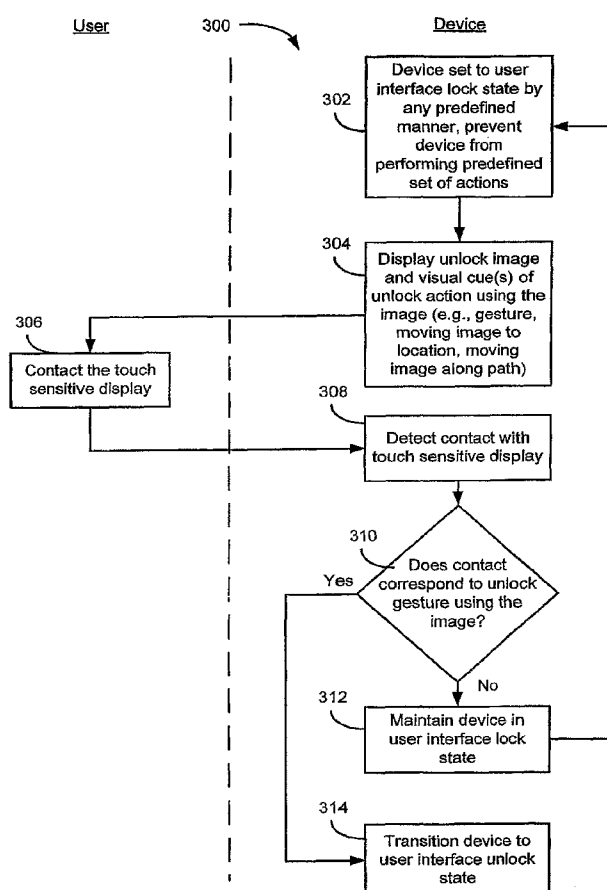 User
300
Device
302
Device set to user
interface lock state by
any predefined
manner, prevent
device from
performing predefined
set of actions
304
Display unlock image
and visual cue(s) of
unlock action using the
image (e.g., gesture,
moving image to
location, moving
image along path)
306
Contact the touch
sensitive display
308
Detect contact with
touch sensitive display
310
Does contact
correspond to unlock
gesture using the
image?
Yes
No
312
Maintain device in
user interface lock
state
314
Transition device to
user interface unlock
state